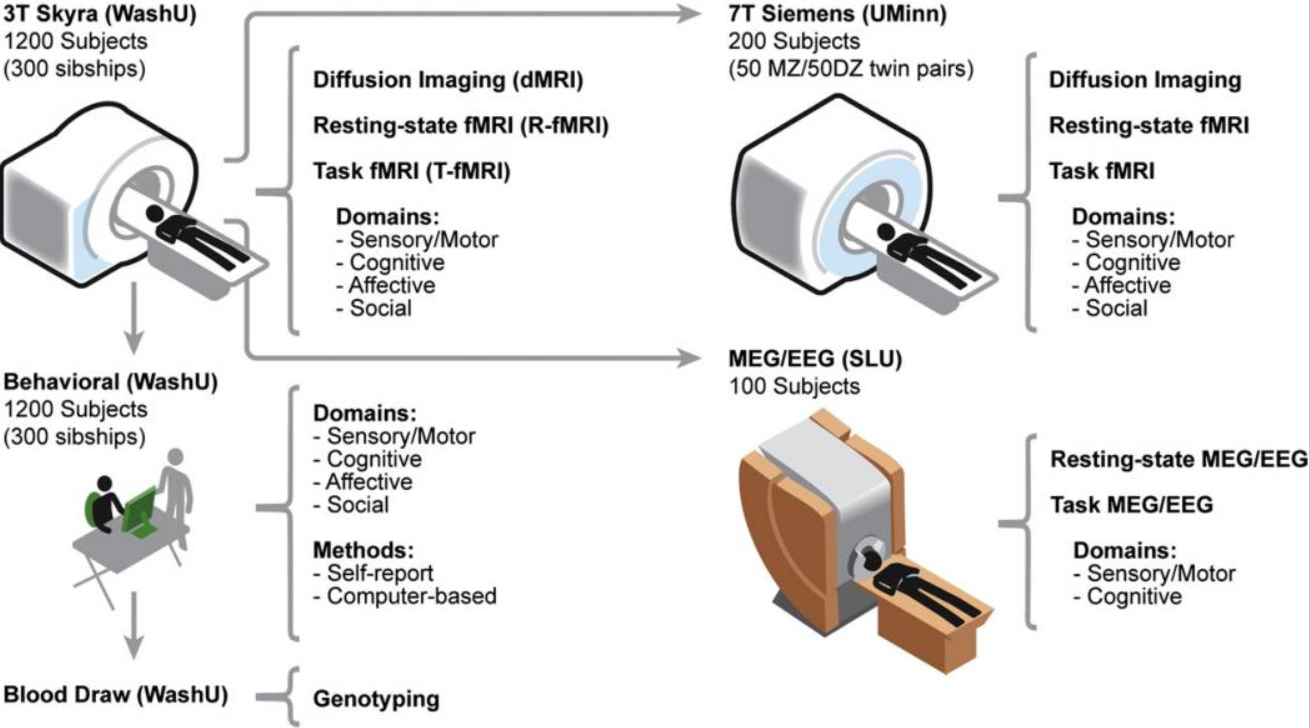 3T Skyra (WashU)
1200 Subjects
(300 sibships)
Diffusion Imaging (dMRI)
Resting-state fMRI (R-fMRI)
Task fMRI (T-fMRI)
Domains:
- Sensory/Motor
- Cognitive
- Affective
- Social
7T Siemens (UMinn)
200 Subjects
(50 MZ/50DZ twin pairs)
Diffusion Imaging
Resting-state fMRI
Task fMRI
Domains:
- Sensory/Motor
- Cognitive
- Affective
- Social
Behavioral (WashU)
1200 Subjects
(300 sibships)
Domains:
- Sensory/Motor
- Cognitive
- Affective
- Social
Methods:
- Self-report
- Computer-based
MEG/EEG (SLU)
100 Subjects
Resting-state MEG/EEG
Task MEG/EEG
Domains:
- Sensory/Motor
- Cognitive
Blood Draw (WashU)
Genotyping